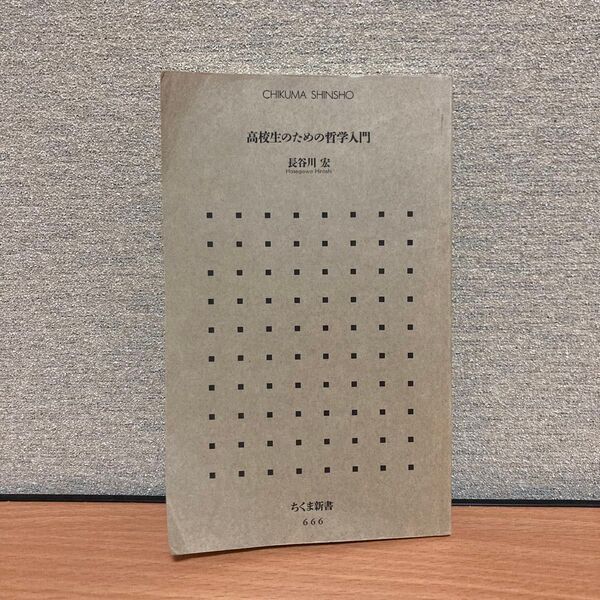 CHIKUMA SHINSHO
高校生のための哲学入門
長谷川 宏
Hasegawa Hiroshi
ちくま新書
666